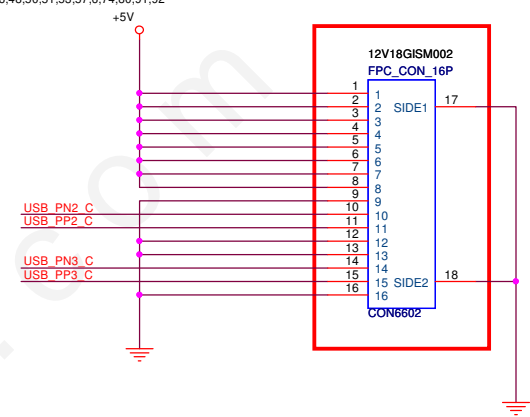 +5V
12V18GISM002
FPC_CON_16P
1 1
2 2 SIDE1 17
3 3
4 4
5 5
6 6
7 7
8 8
9 9
USB_PN2_C 10 10
USB_PP2_C 11 11
12 12
13 13
USB_PN3_C 14 14
USB_PP3_C 15 15 SIDE2 18
16 16
CON6602
.com